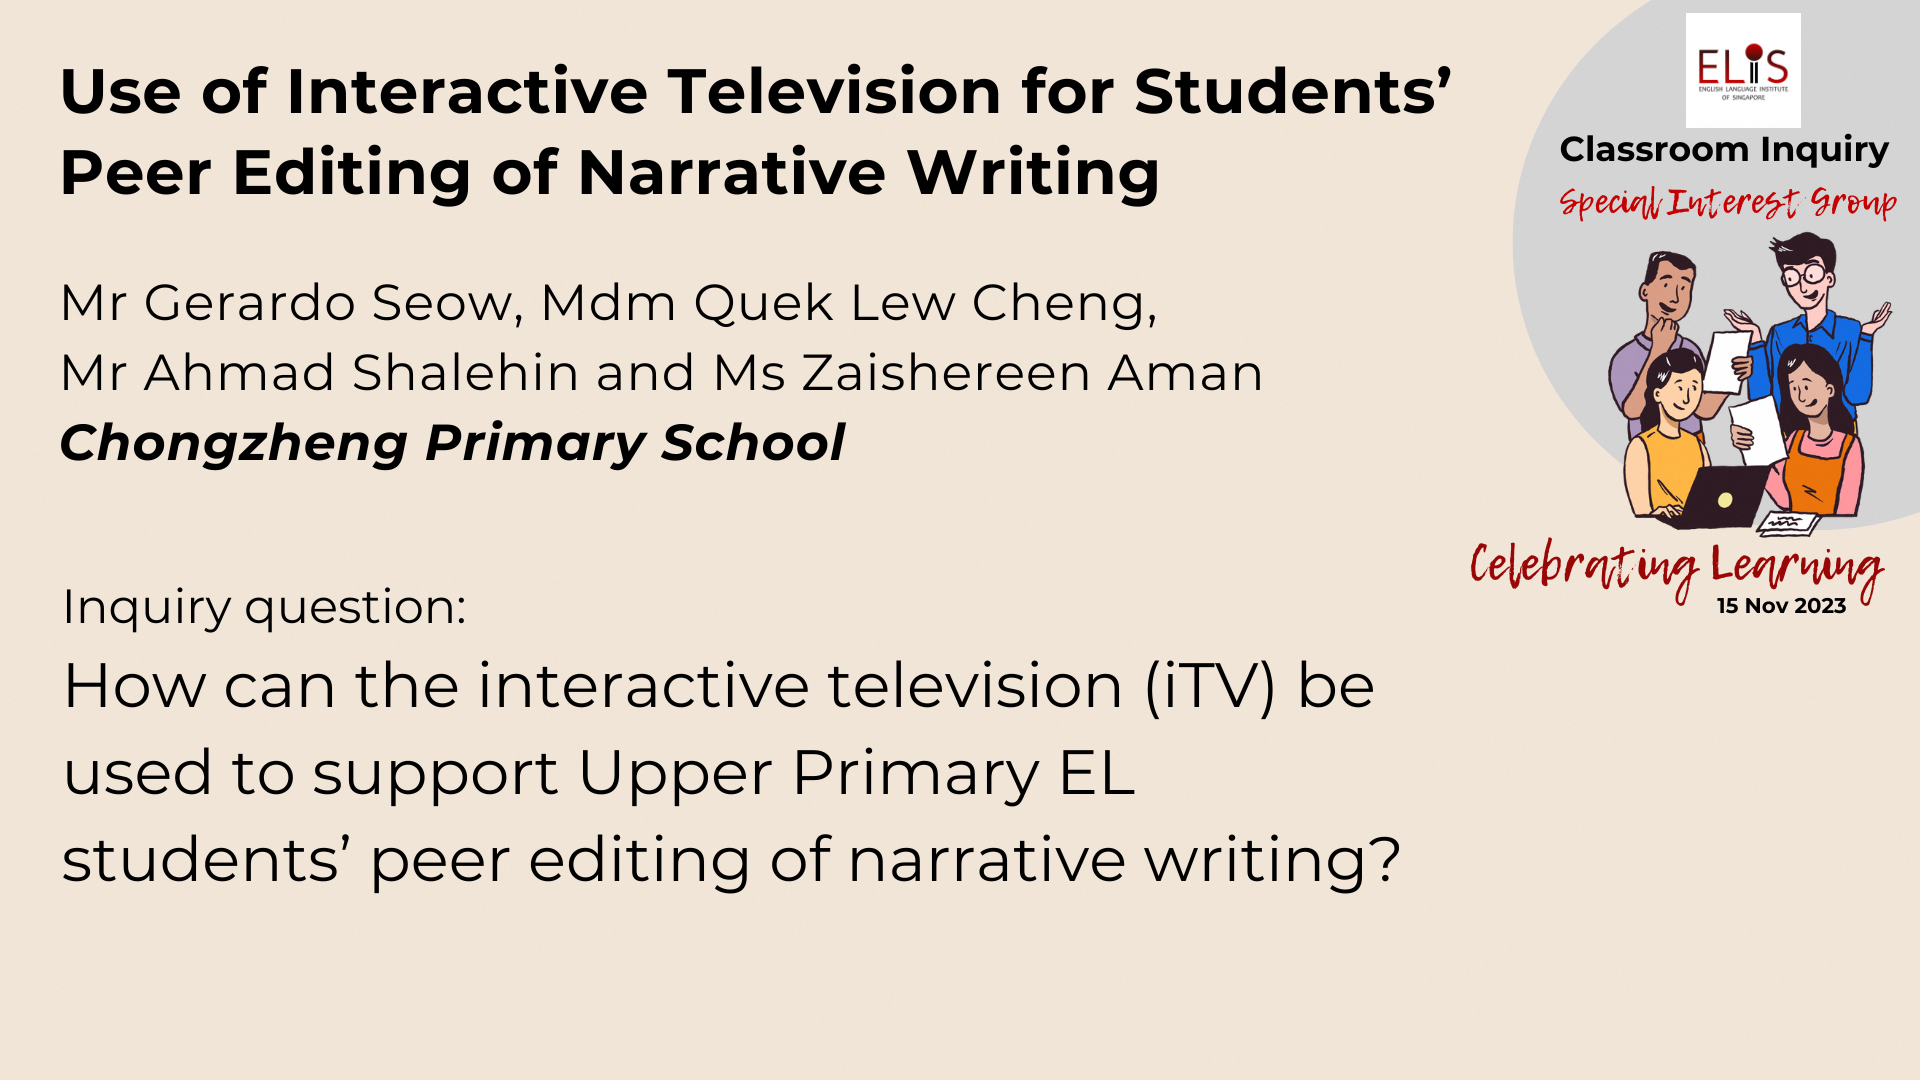 Use of Interactive Television for Students’
Peer Editing of Narrative Writing
Mr Gerardo Seow, Mdm Quek Lew Cheng,
Mr Ahmad Shalehin and Ms Zaishereen Aman
Chongzheng Primary School
Inquiry question:
How can the interactive television (iTV) be
used to support Upper Primary EL
students’ peer editing of narrative writing?
ELIS
ENGLISH LANGUAGE INSTITUTE
OF SINGAPORE
Classroom Inquiry
Special Interest Group
Celebrating Learning
15 Nov 2023